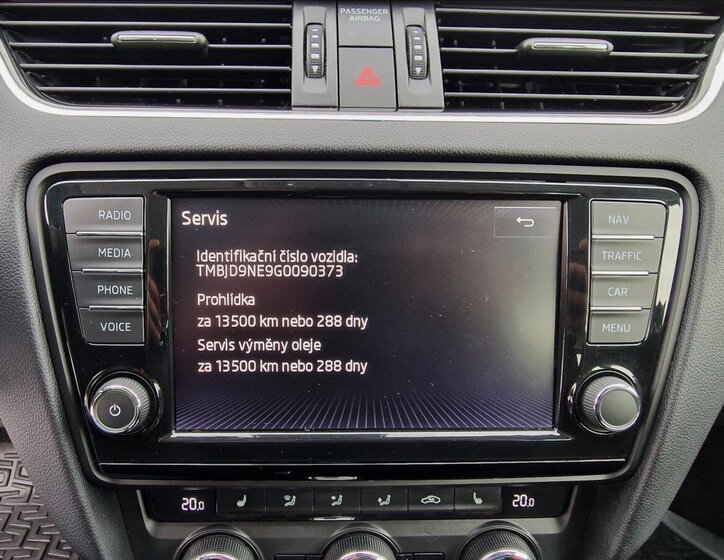 PASSENGER
AIRBAG
Servis
Identifikační číslo vozidla:
TMBJD9NE9G0090373
Prohlídka
za 13500 km nebo 288 dny
Servis výměny oleje
za 13500 km nebo 288 dny
RADIO
MEDIA
PHONE
VOICE
NAV
TRAFFIC
CAR
MENU
20.0
20.0